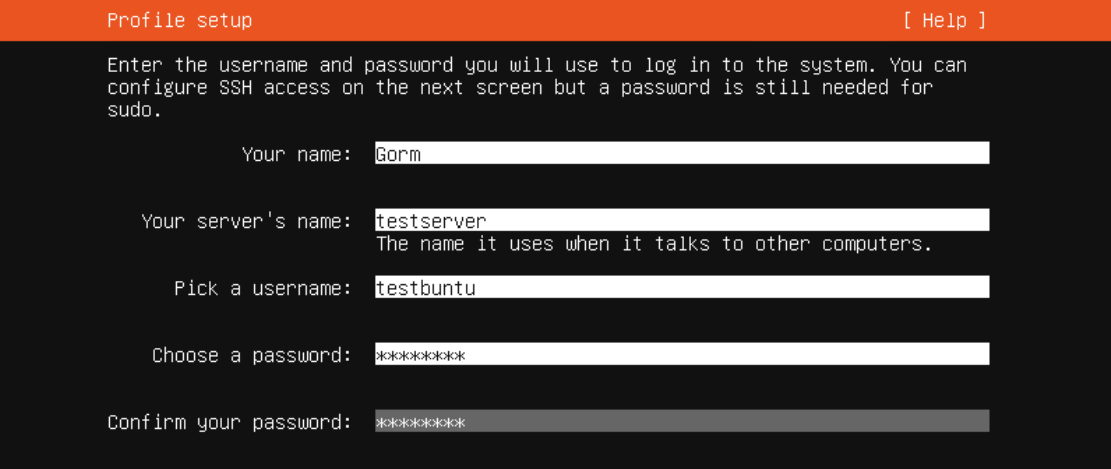 Profile setup [ Help ]
Enter the username and password you will use to log in to the system. You can
configure SSH access on the next screen but a password is still needed for
sudo.
Your name: Gorm
Your server's name: testserver
The name it uses when it talks to other computers.
Pick a username: testbuntu
Choose a password: ********
Confirm your password: ********